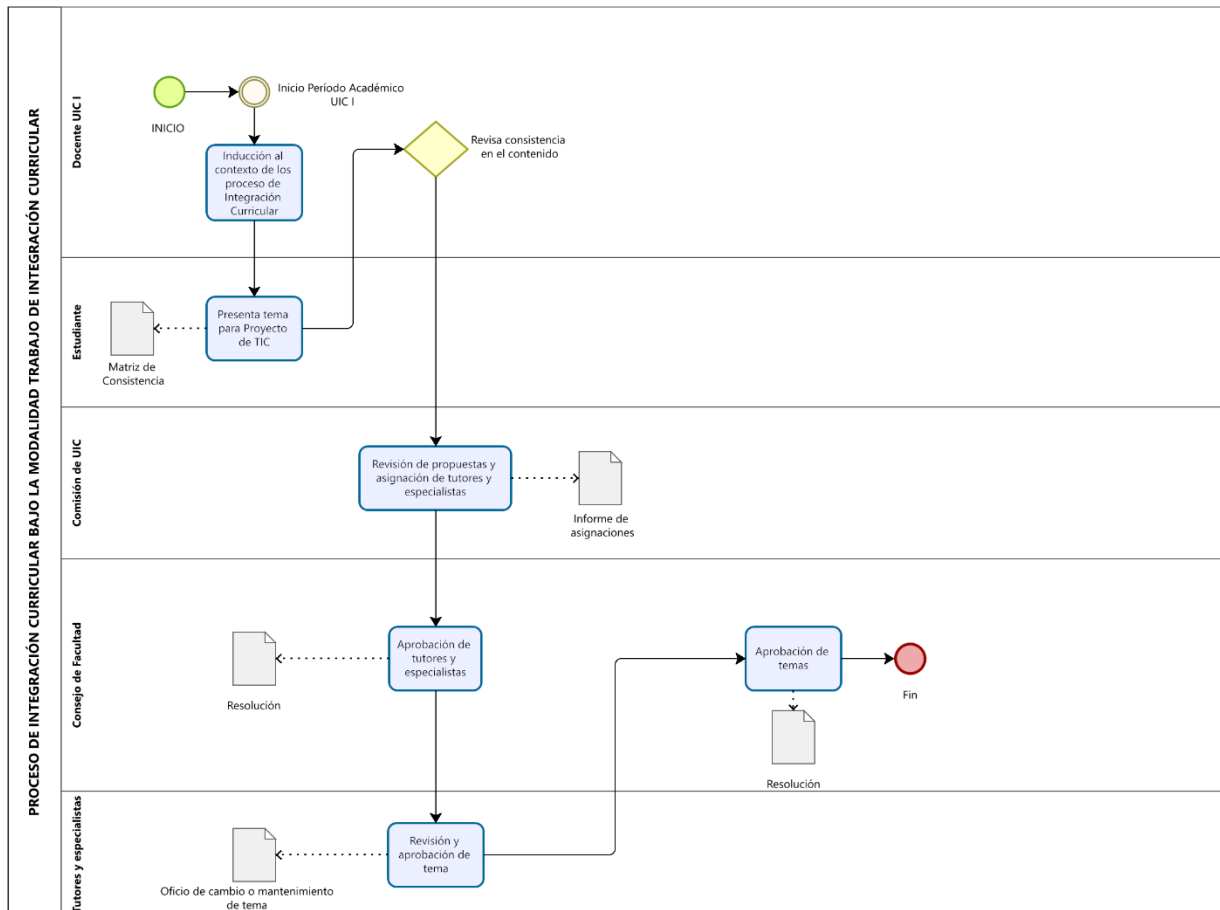 PROCESO DE INTEGRACIÓN CURRICULAR BAJO LA MODALIDAD TRABAJO DE INTEGRACIÓN CURRICULAR
Docente UIC I
INICIO
Inicio Período Académico
UIC I
Inducción al
contexto de los
proceso de
Integración
Curricular
Revisa consistencia
en el contenido
Estudiante
Presenta tema
para Proyecto
de TIC
Matriz de
Consistencia
Comisión de UIC
Revisión de propuestas y
asignación de tutores y
especialistas
Informe de
asignaciones
Consejo de Facultad
Aprobación de
tutores y
especialistas
Resolución
Aprobación de
temas
Fin
Resolución
Tutores y especialistas
Revisión y
aprobación de
tema
Oficio de cambio o mantenimiento
de tema